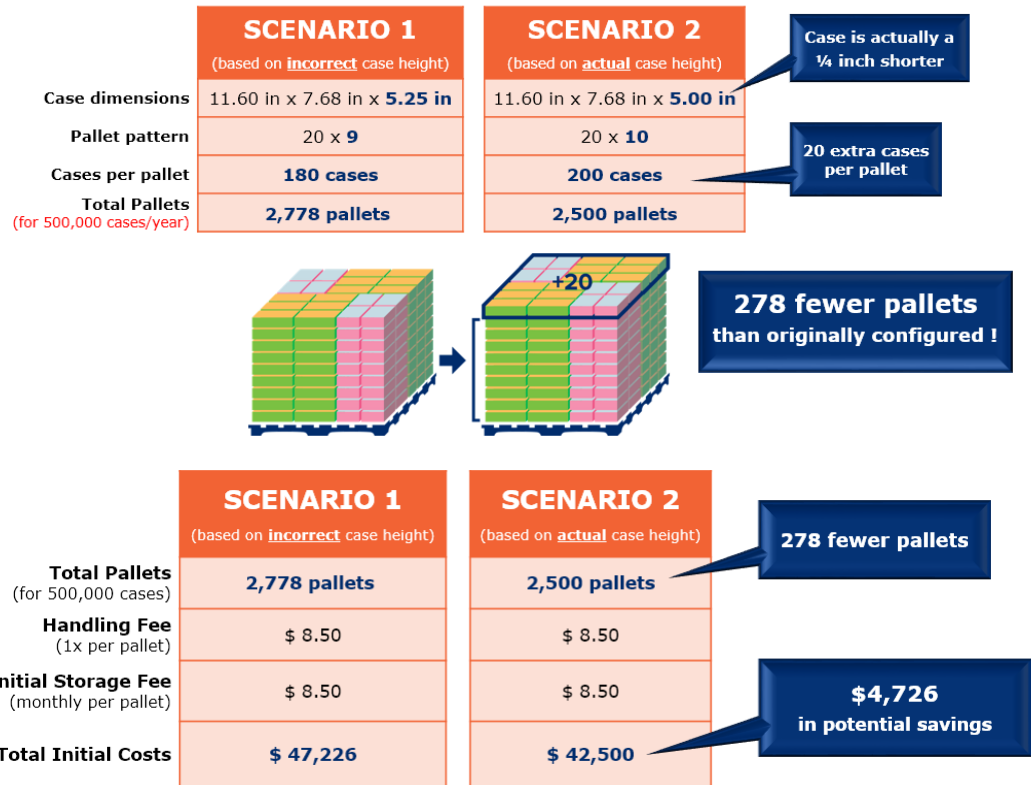 SCENARIO 1
(based on incorrect case height)
SCENARIO 2
(based on actual case height)
Case is actually a
¼ inch shorter
Case dimensions
11.60 in x 7.68 in x 5.25 in
11.60 in x 7.68 in x 5.00 in
Pallet pattern
20 x 9
20 x 10
20 extra cases
per pallet
Cases per pallet
180 cases
200 cases
Total Pallets
(for 500,000 cases/year)
2,778 pallets
2,500 pallets
+20
278 fewer pallets
than originally configured !
SCENARIO 1
(based on incorrect case height)
SCENARIO 2
(based on actual case height)
278 fewer pallets
Total Pallets
(for 500,000 cases)
2,778 pallets
2,500 pallets
Handling Fee
(1x per pallet)
$ 8.50
$ 8.50
nitial Storage Fee
(monthly per pallet)
$ 8.50
$ 8.50
$4,726
in potential savings
Total Initial Costs
$ 47,226
$ 42,500